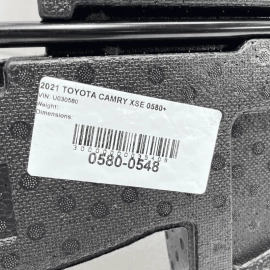 2021 TOYOTA CAMRY XSE 0580+
VIN: U030580
Weight:
Dimensions:
0580-0548